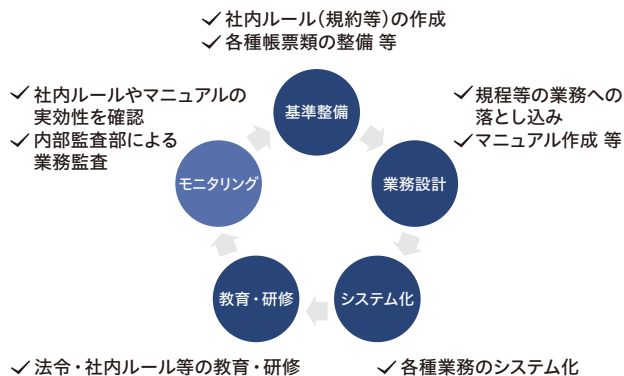 ✓ 社内ルール（規約等）の作成
✓ 各種帳票類の整備 等
基準整備
✓ 規程等の業務への
落とし込み
✓ マニュアル作成 等
業務設計
システム化
✓ 各種業務のシステム化
教育・研修
✓ 法令・社内ルール等の教育・研修
モニタリング
✓ 社内ルールやマニュアルの
実効性を確認
✓ 内部監査部による
業務監査